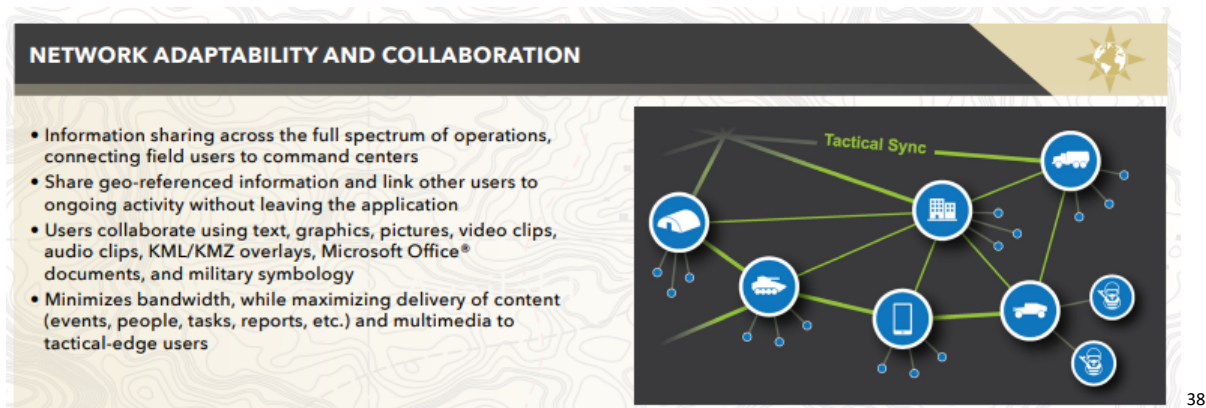 NETWORK ADAPTABILITY AND COLLABORATION
• Information sharing across the full spectrum of operations,
connecting field users to command centers
• Share geo-referenced information and link other users to
ongoing activity without leaving the application
• Users collaborate using text, graphics, pictures, video clips,
audio clips, KML/KMZ overlays, Microsoft Office®
documents, and military symbology
• Minimizes bandwidth, while maximizing delivery of content
(events, people, tasks, reports, etc.) and multimedia to
tactical-edge users
Tactical Sync
38